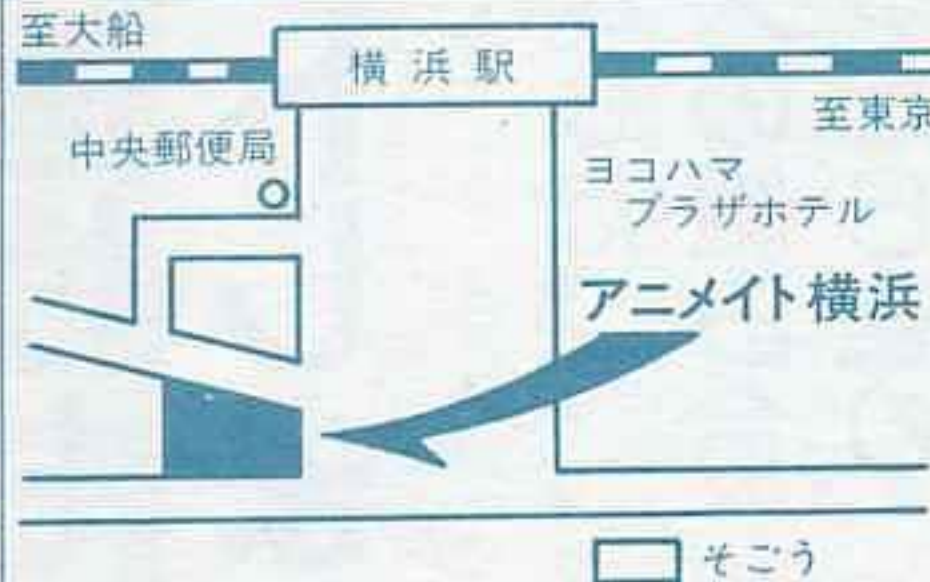 至大船
横浜駅
至東京
中央郵便局
ヨコハマ
プラザホテル
アニメイト横浜
そごう